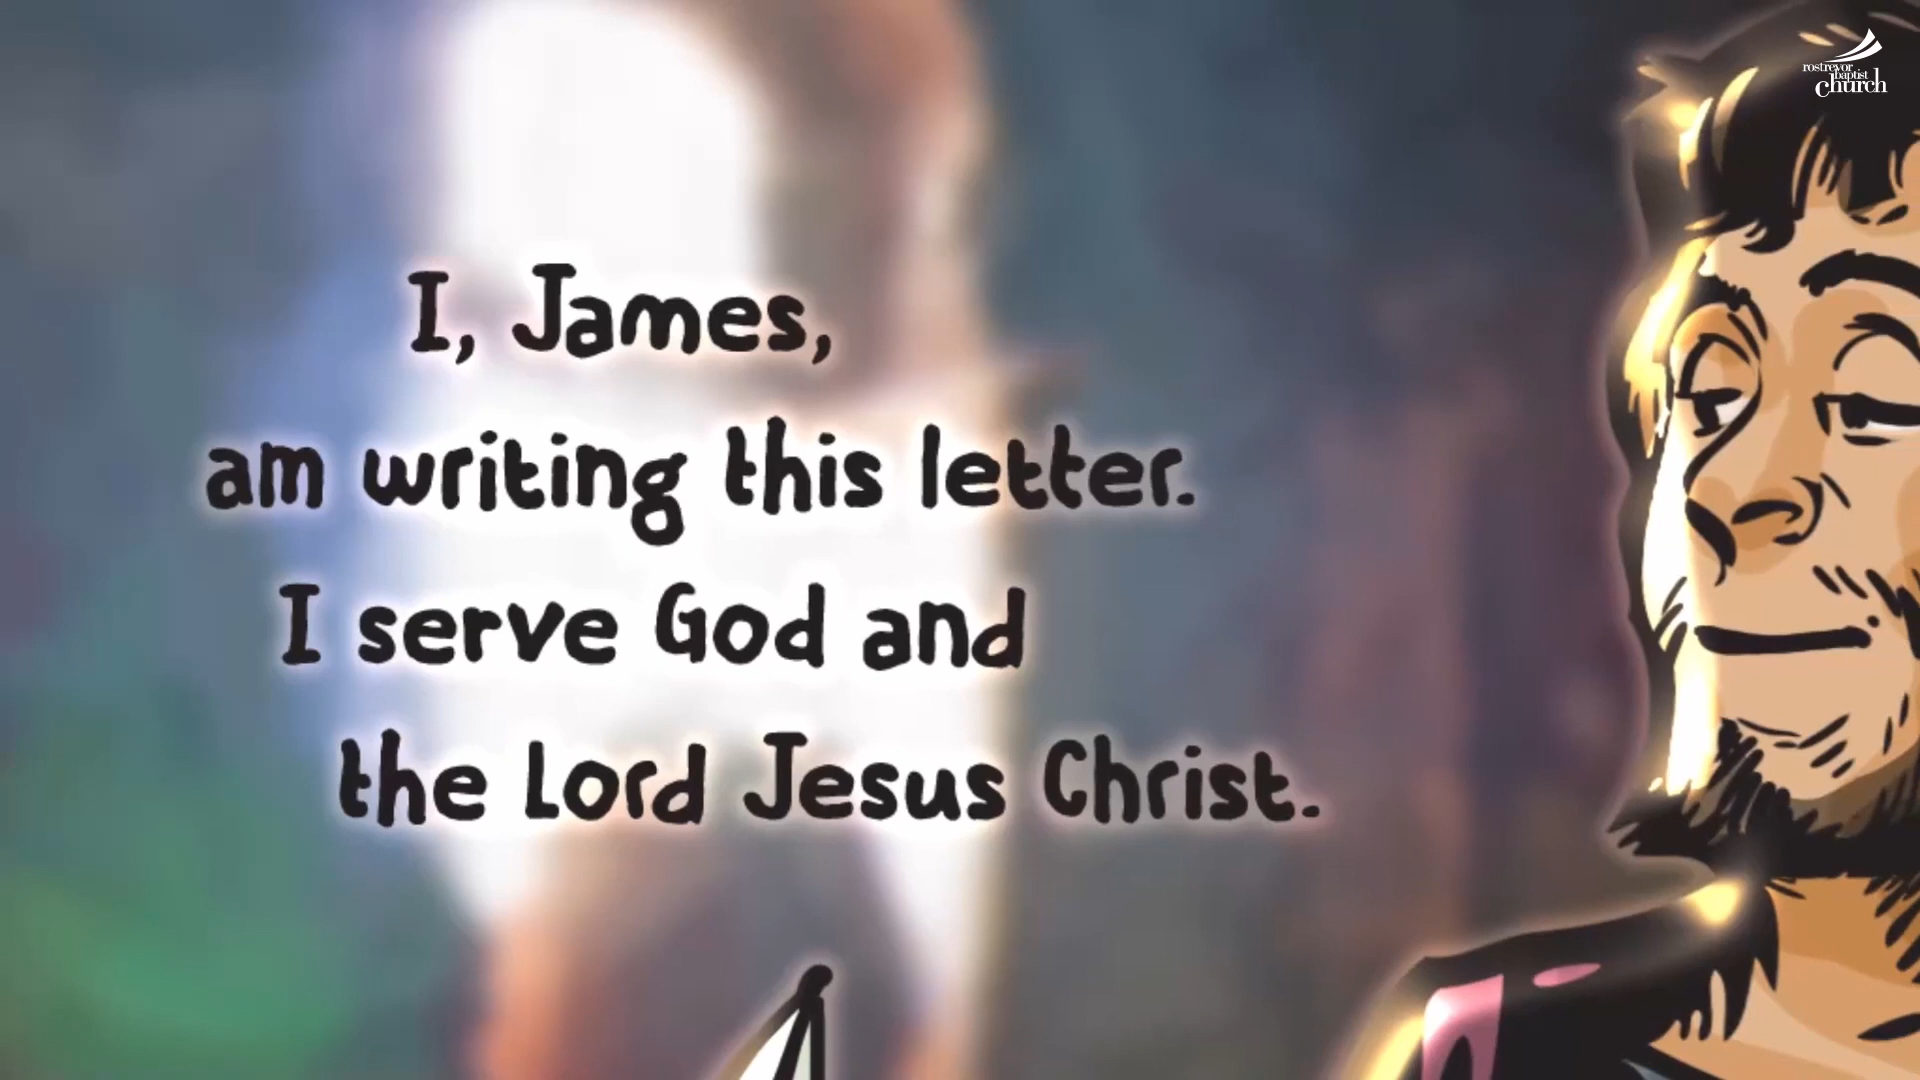 rostrevor
baptist
church
I, James,
am writing this letter.
I serve God and
the Lord Jesus Christ.